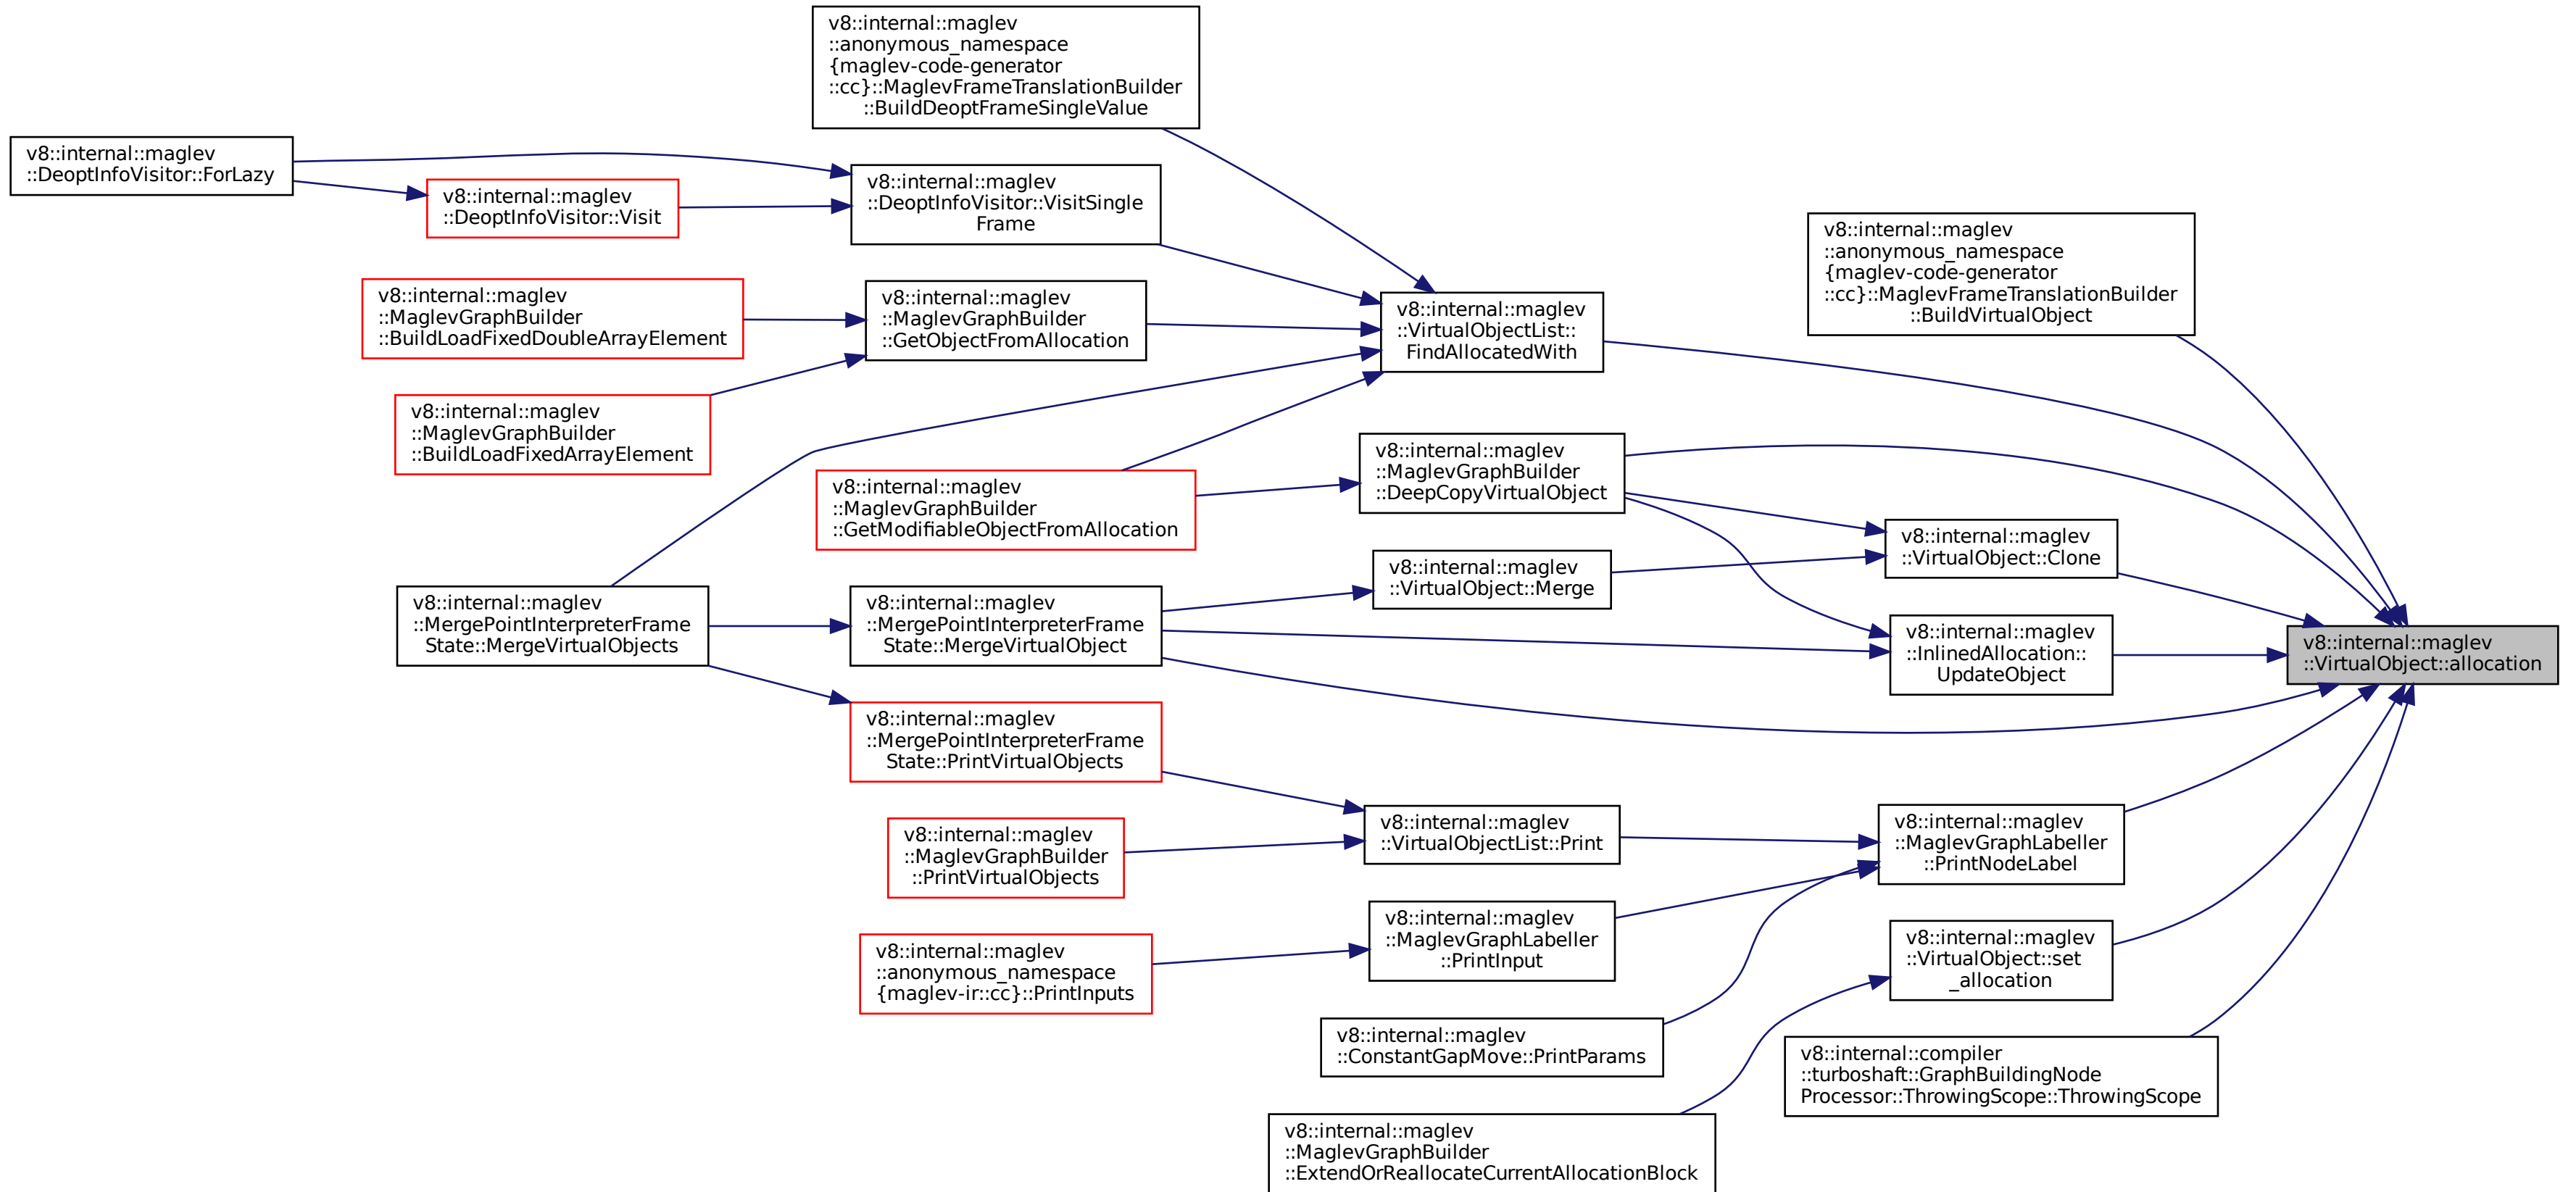 v8::internal::maglev
::anonymous_namespace
{maglev-code-generator
::cc}::MaglevFrameTranslationBuilder
::BuildDeoptFrameSingleValue
v8::internal::maglev
::DeoptInfoVisitor::ForLazy
v8::internal::maglev
::DeoptInfoVisitor::Visit
v8::internal::maglev
::DeoptInfoVisitor::VisitSingle
Frame
v8::internal::maglev
::anonymous_namespace
{maglev-code-generator
::cc}::MaglevFrameTranslationBuilder
::BuildVirtualObject
v8::internal::maglev
::MaglevGraphBuilder
::BuildLoadFixedDoubleArrayElement
v8::internal::maglev
::MaglevGraphBuilder
::GetObjectFromAllocation
v8::internal::maglev
::VirtualObjectList::
FindAllocatedWith
v8::internal::maglev
::MaglevGraphBuilder
::BuildLoadFixedArrayElement
v8::internal::maglev
::MaglevGraphBuilder
::DeepCopyVirtualObject
v8::internal::maglev
::MaglevGraphBuilder
::GetModifiableObjectFromAllocation
v8::internal::maglev
::VirtualObject::Clone
v8::internal::maglev
::VirtualObject::Merge
v8::internal::maglev
::MergePointInterpreterFrame
State::MergeVirtualObjects
v8::internal::maglev
::MergePointInterpreterFrame
State::MergeVirtualObject
v8::internal::maglev
::InlinedAllocation::
UpdateObject
v8::internal::maglev
::VirtualObject::allocation
v8::internal::maglev
::MergePointInterpreterFrame
State::PrintVirtualObjects
v8::internal::maglev
::VirtualObjectList::Print
v8::internal::maglev
::MaglevGraphLabeller
::PrintNodeLabel
v8::internal::maglev
::MaglevGraphBuilder
::PrintVirtualObjects
v8::internal::maglev
::MaglevGraphLabeller
::PrintInput
v8::internal::maglev
::VirtualObject::set
_allocation
v8::internal::maglev
::anonymous_namespace
{maglev-ir::cc}::PrintInputs
v8::internal::maglev
::ConstantGapMove::PrintParams
v8::internal::compiler
::turboshaft::GraphBuildingNode
Processor::ThrowingScope::ThrowingScope
v8::internal::maglev
::MaglevGraphBuilder
::ExtendOrReallocateCurrentAllocationBlock